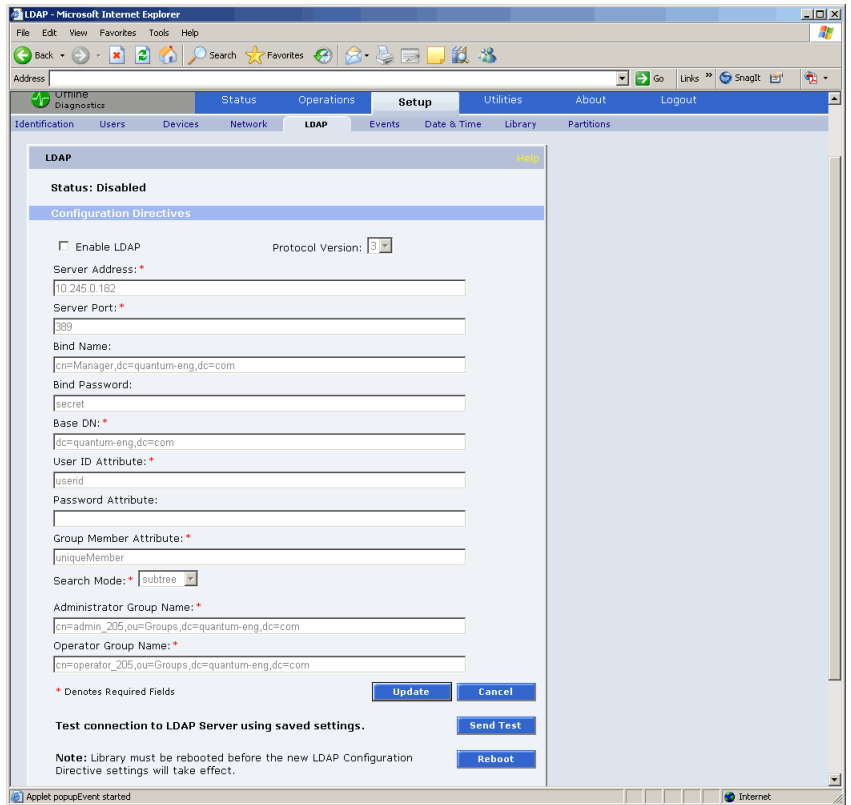 LDAP - Microsoft Internet Explorer
File Edit View Favorites Tools Help
Back Search Favorites
Address Go Links » SnagIt
Offline
Diagnostics
Status Operations Setup Utilities About Logout
Identification Users Devices Network LDAP Events Date & Time Library Partitions
LDAP Help
Status: Disabled
Configuration Directives
Enable LDAP Protocol Version: 3
Server Address: *
10.245.0.182
Server Port: *
389
Bind Name:
cn=Manager,dc=quantum-eng,dc=com
Bind Password:
secret
Base DN: *
dc=quantum-eng,dc=com
User ID Attribute: *
userid
Password Attribute:
Group Member Attribute: *
uniqueMember
Search Mode: * subtree
Administrator Group Name: *
cn=admin_205,ou=Groups,dc=quantum-eng,dc=com
Operator Group Name: *
cn=operator_205,ou=Groups,dc=quantum-eng,dc=com
* Denotes Required Fields Update Cancel
Test connection to LDAP Server using saved settings. Send Test
Note: Library must be rebooted before the new LDAP Configuration
Directive settings will take effect.
Reboot
Applet popupEvent started Internet